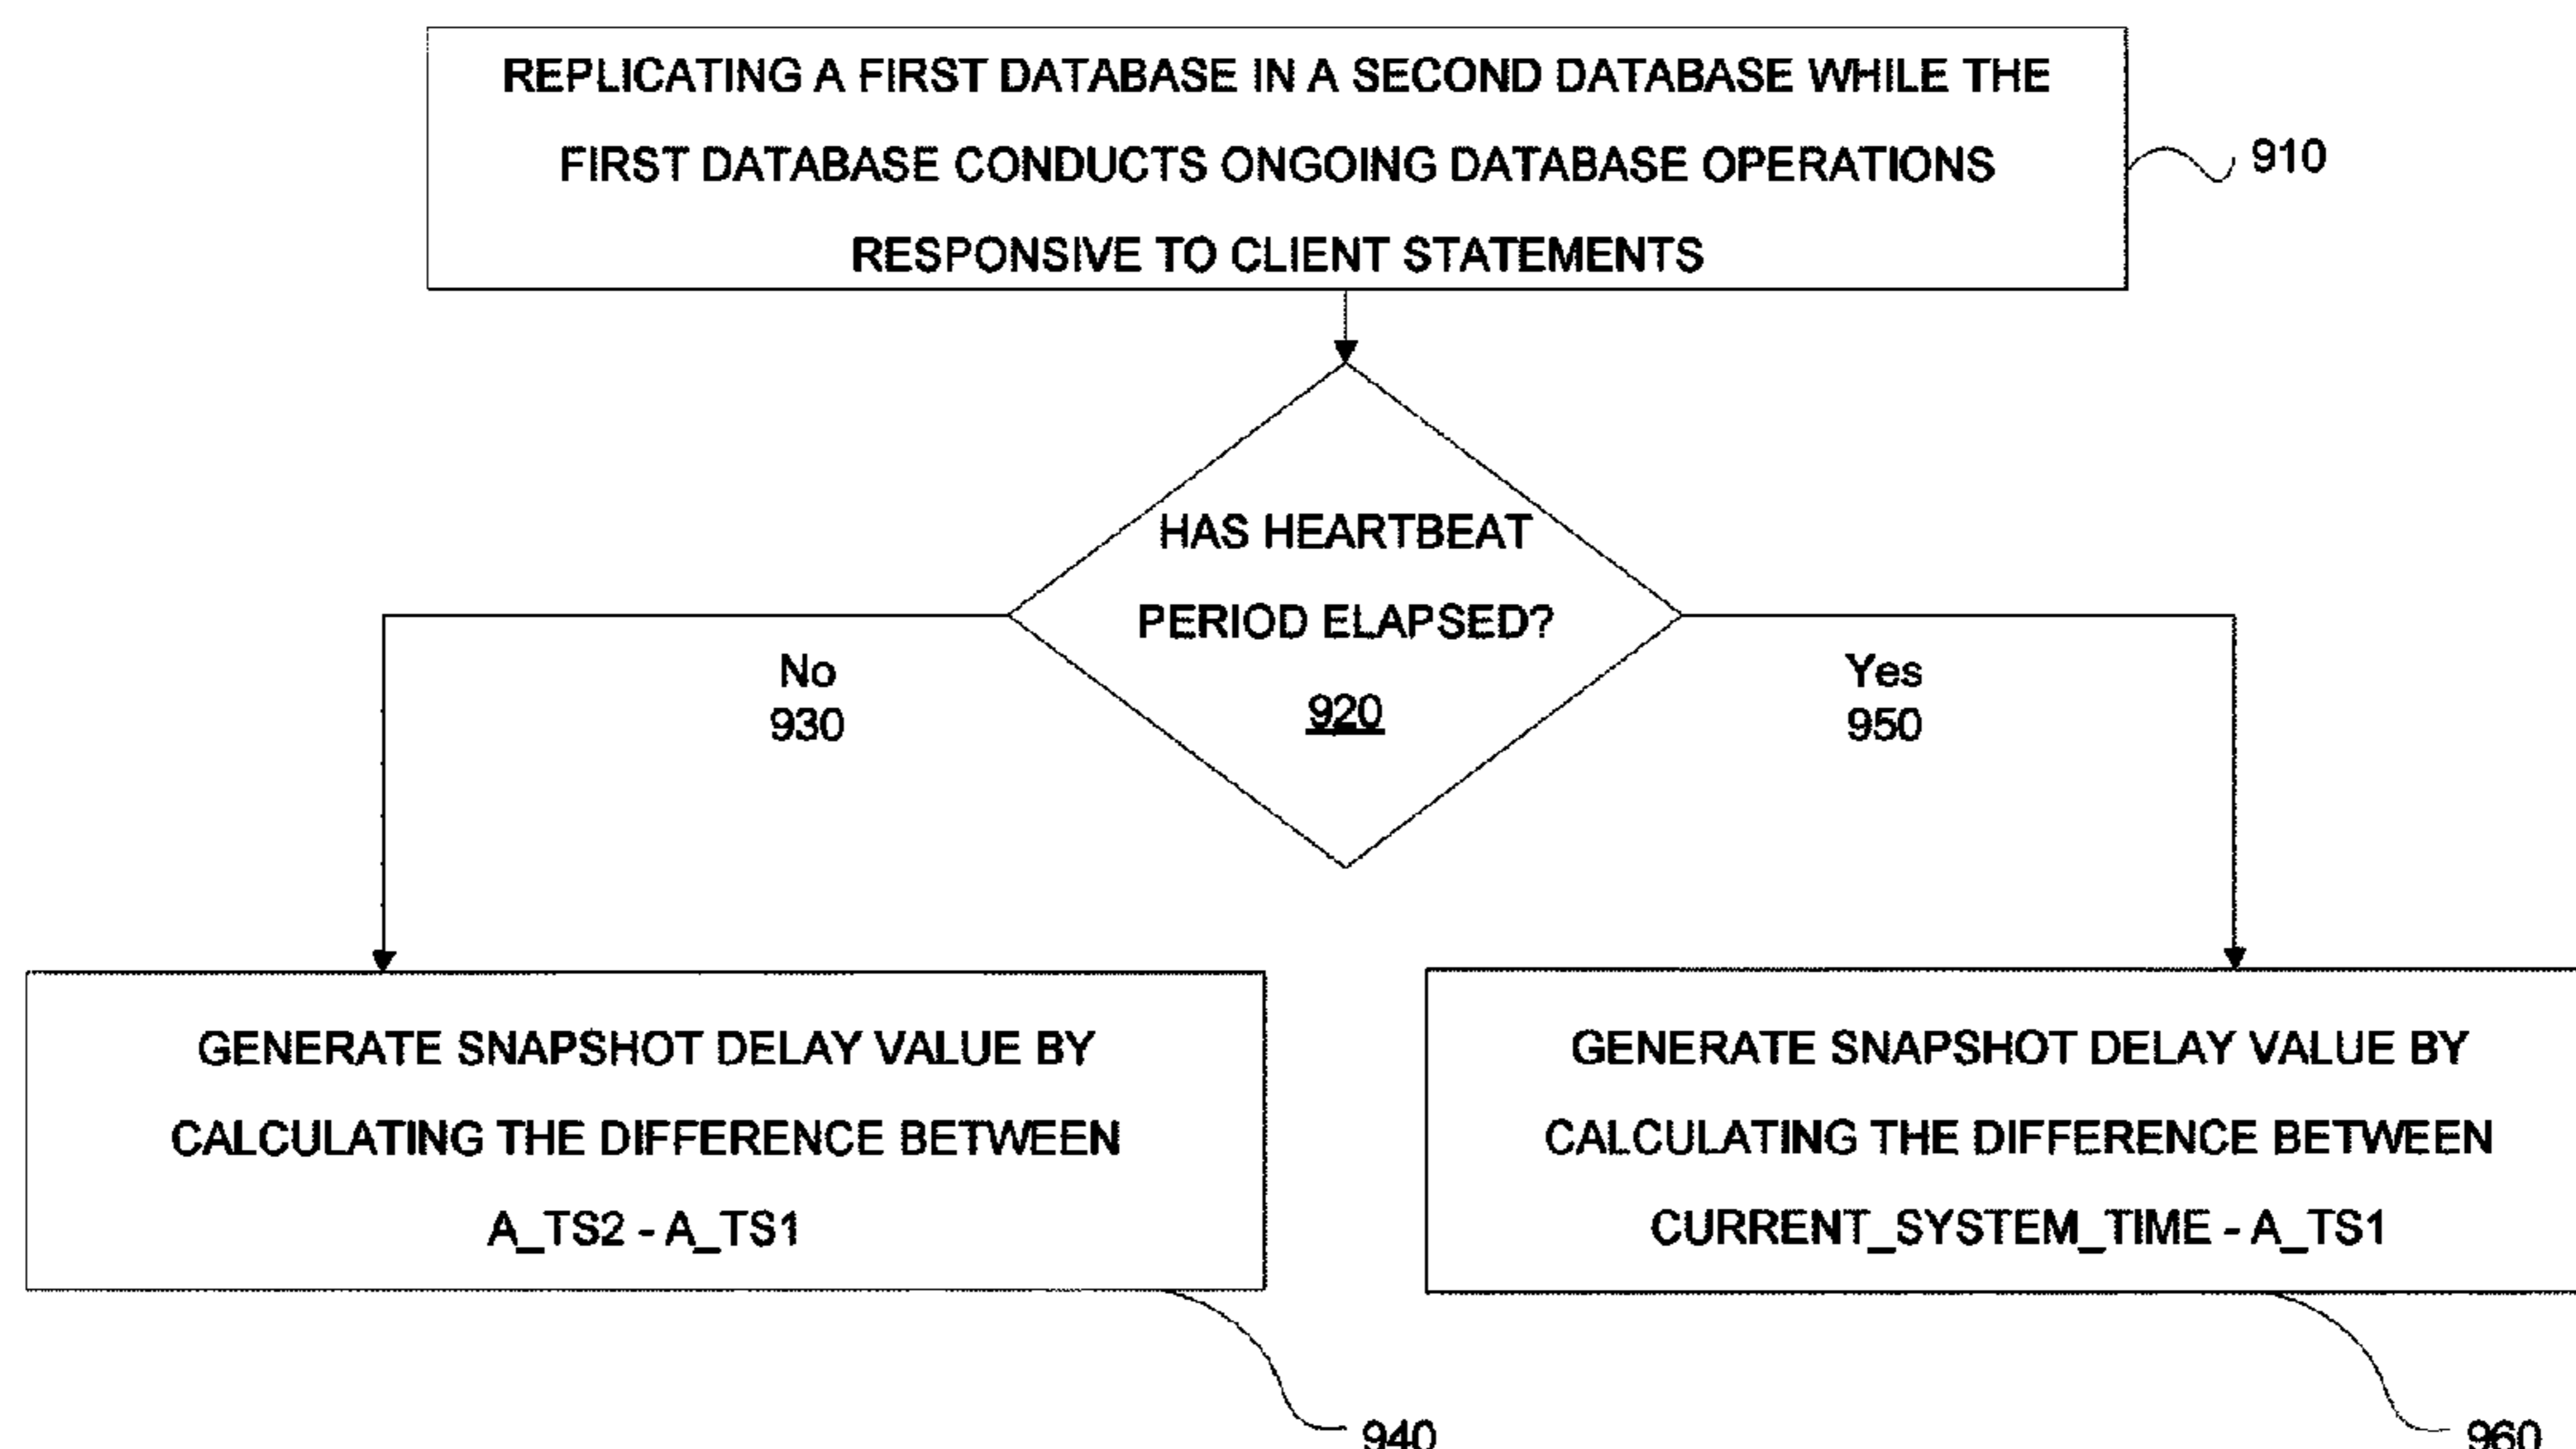 REPLICATING A FIRST DATABASE IN A SECOND DATABASE WHILE THE
FIRST DATABASE CONDUCTS ONGOING DATABASE OPERATIONS
RESPONSIVE TO CLIENT STATEMENTS
910
HAS HEARTBEAT
PERIOD ELAPSED?
920
No
930
Yes
950
GENERATE SNAPSHOT DELAY VALUE BY
CALCULATING THE DIFFERENCE BETWEEN
A_TS2 - A_TS1
940
GENERATE SNAPSHOT DELAY VALUE BY
CALCULATING THE DIFFERENCE BETWEEN
CURRENT_SYSTEM_TIME - A_TS1
960